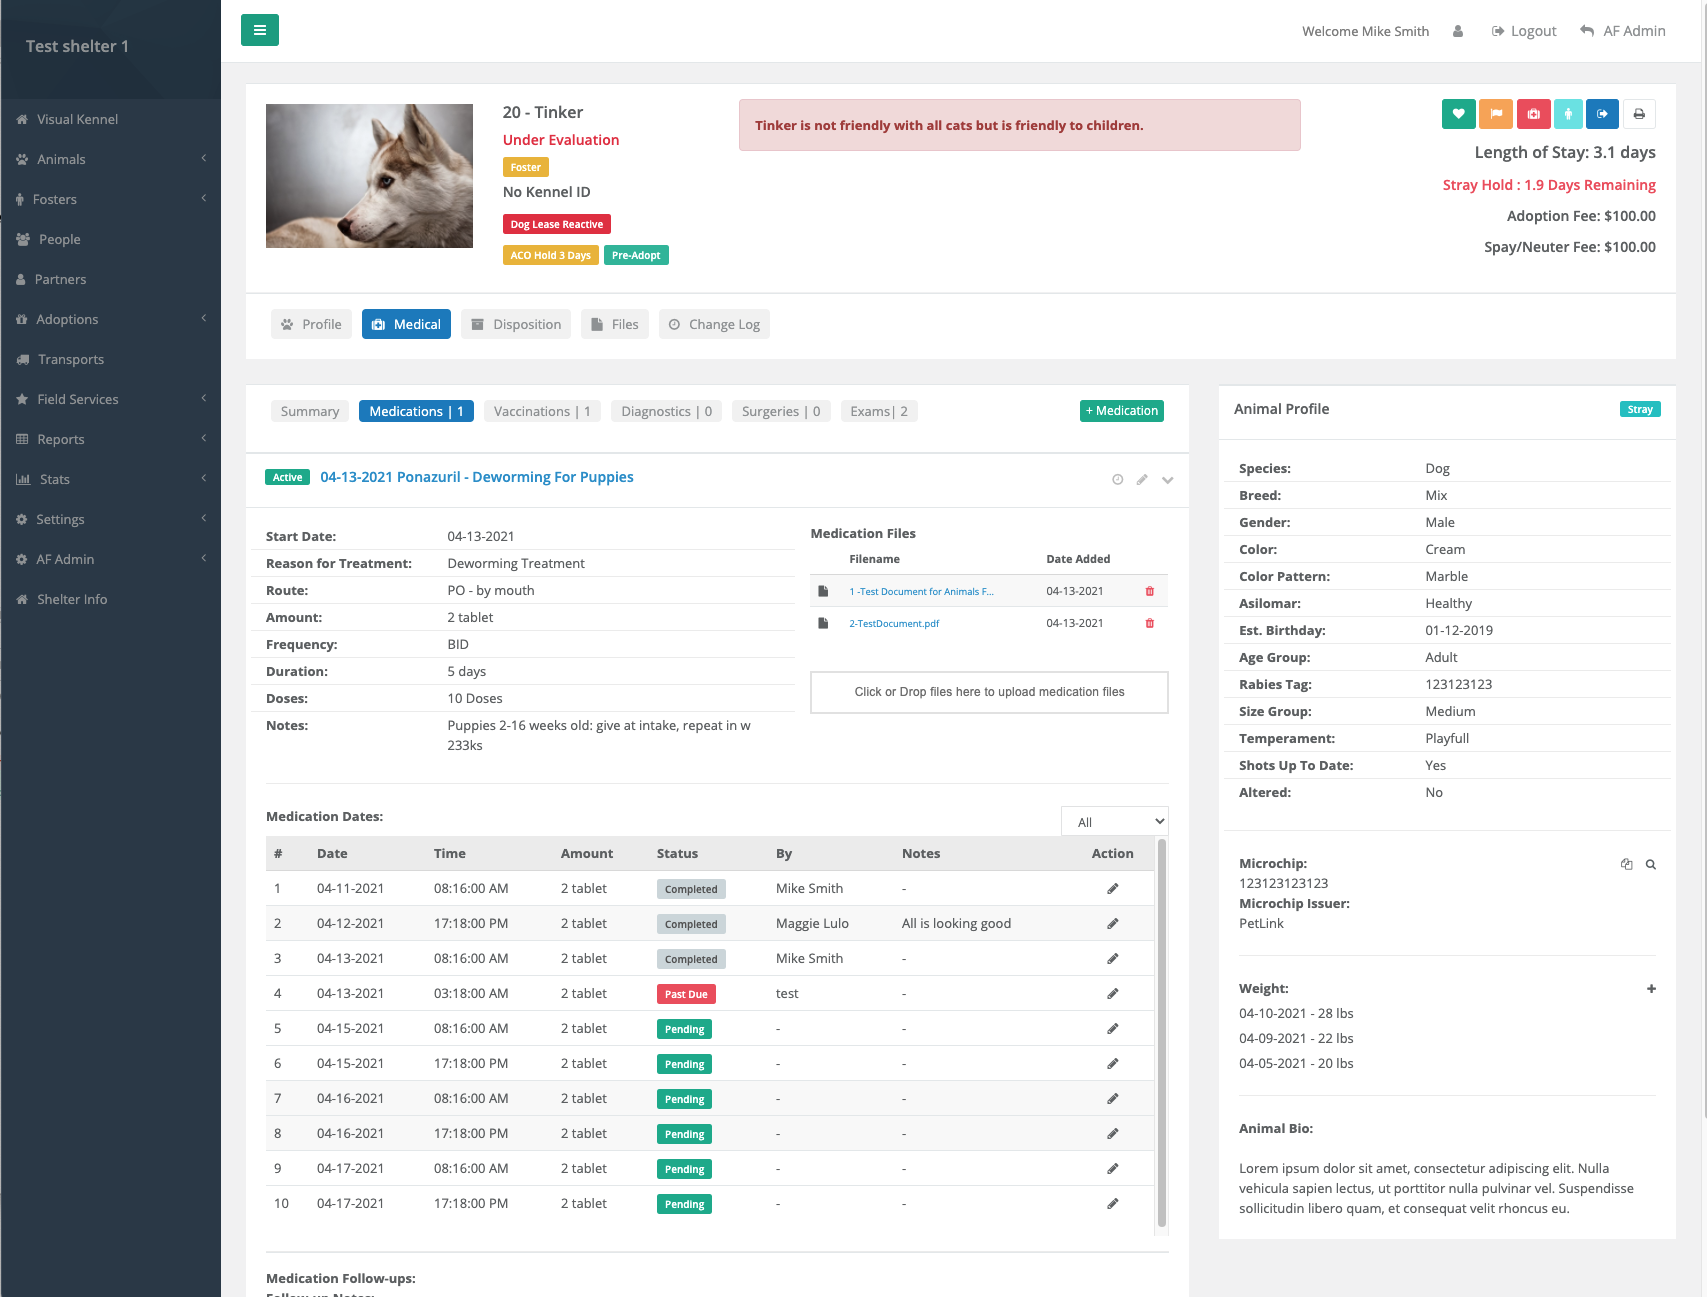 Test shelter 1
Visual Kennel
Animals
Fosters
People
Partners
Adoptions
Transports
Field Services
Reports
Stats
Settings
AF Admin
Shelter Info
Welcome Mike Smith Logout AF Admin
20 - Tinker
Under Evaluation
Foster
No Kennel ID
Dog Lease Reactive
ACO Hold 3 Days Pre-Adopt
Tinker is not friendly with all cats but is friendly to children.
Length of Stay: 3.1 days
Stray Hold : 1.9 Days Remaining
Adoption Fee: $100.00
Spay/Neuter Fee: $100.00
Profile Medical Disposition Files Change Log
Summary Medications | 1 Vaccinations | 1 Diagnostics | 0 Surgeries | 0 Exams| 2 + Medication
Active 04-13-2021 Ponazuril - Deworming For Puppies
Start Date: 04-13-2021
Reason for Treatment: Deworming Treatment
Route: PO - by mouth
Amount: 2 tablet
Frequency: BID
Duration: 5 days
Doses: 10 Doses
Notes: Puppies 2-16 weeks old: give at intake, repeat in w
233ks
Medication Files
Filename Date Added
1 -Test Document for Animals F... 04-13-2021
2-TestDocument.pdf 04-13-2021
Click or Drop files here to upload medication files
Medication Dates: All
# Date Time Amount Status By Notes Action
1 04-11-2021 08:16:00 AM 2 tablet Completed Mike Smith -
2 04-12-2021 17:18:00 PM 2 tablet Completed Maggie Lulo All is looking good
3 04-13-2021 08:16:00 AM 2 tablet Completed Mike Smith -
4 04-13-2021 03:18:00 AM 2 tablet Past Due test -
5 04-15-2021 08:16:00 AM 2 tablet Pending - -
6 04-15-2021 17:18:00 PM 2 tablet Pending - -
7 04-16-2021 08:16:00 AM 2 tablet Pending - -
8 04-16-2021 17:18:00 PM 2 tablet Pending - -
9 04-17-2021 08:16:00 AM 2 tablet Pending - -
10 04-17-2021 17:18:00 PM 2 tablet Pending - -
Medication Follow-ups:
Animal Profile Stray
Species: Dog
Breed: Mix
Gender: Male
Color: Cream
Color Pattern: Marble
Asilomar: Healthy
Est. Birthday: 01-12-2019
Age Group: Adult
Rabies Tag: 123123123
Size Group: Medium
Temperament: Playfull
Shots Up To Date: Yes
Altered: No
Microchip:
123123123123
Microchip Issuer:
PetLink
Weight:
04-10-2021 - 28 lbs
04-09-2021 - 22 lbs
04-05-2021 - 20 lbs
Animal Bio:
Lorem ipsum dolor sit amet, consectetur adipiscing elit. Nulla
vehicula sapien lectus, ut porttitor nulla pulvinar vel. Suspendisse
sollicitudin libero quam, et consequat velit rhoncus eu.